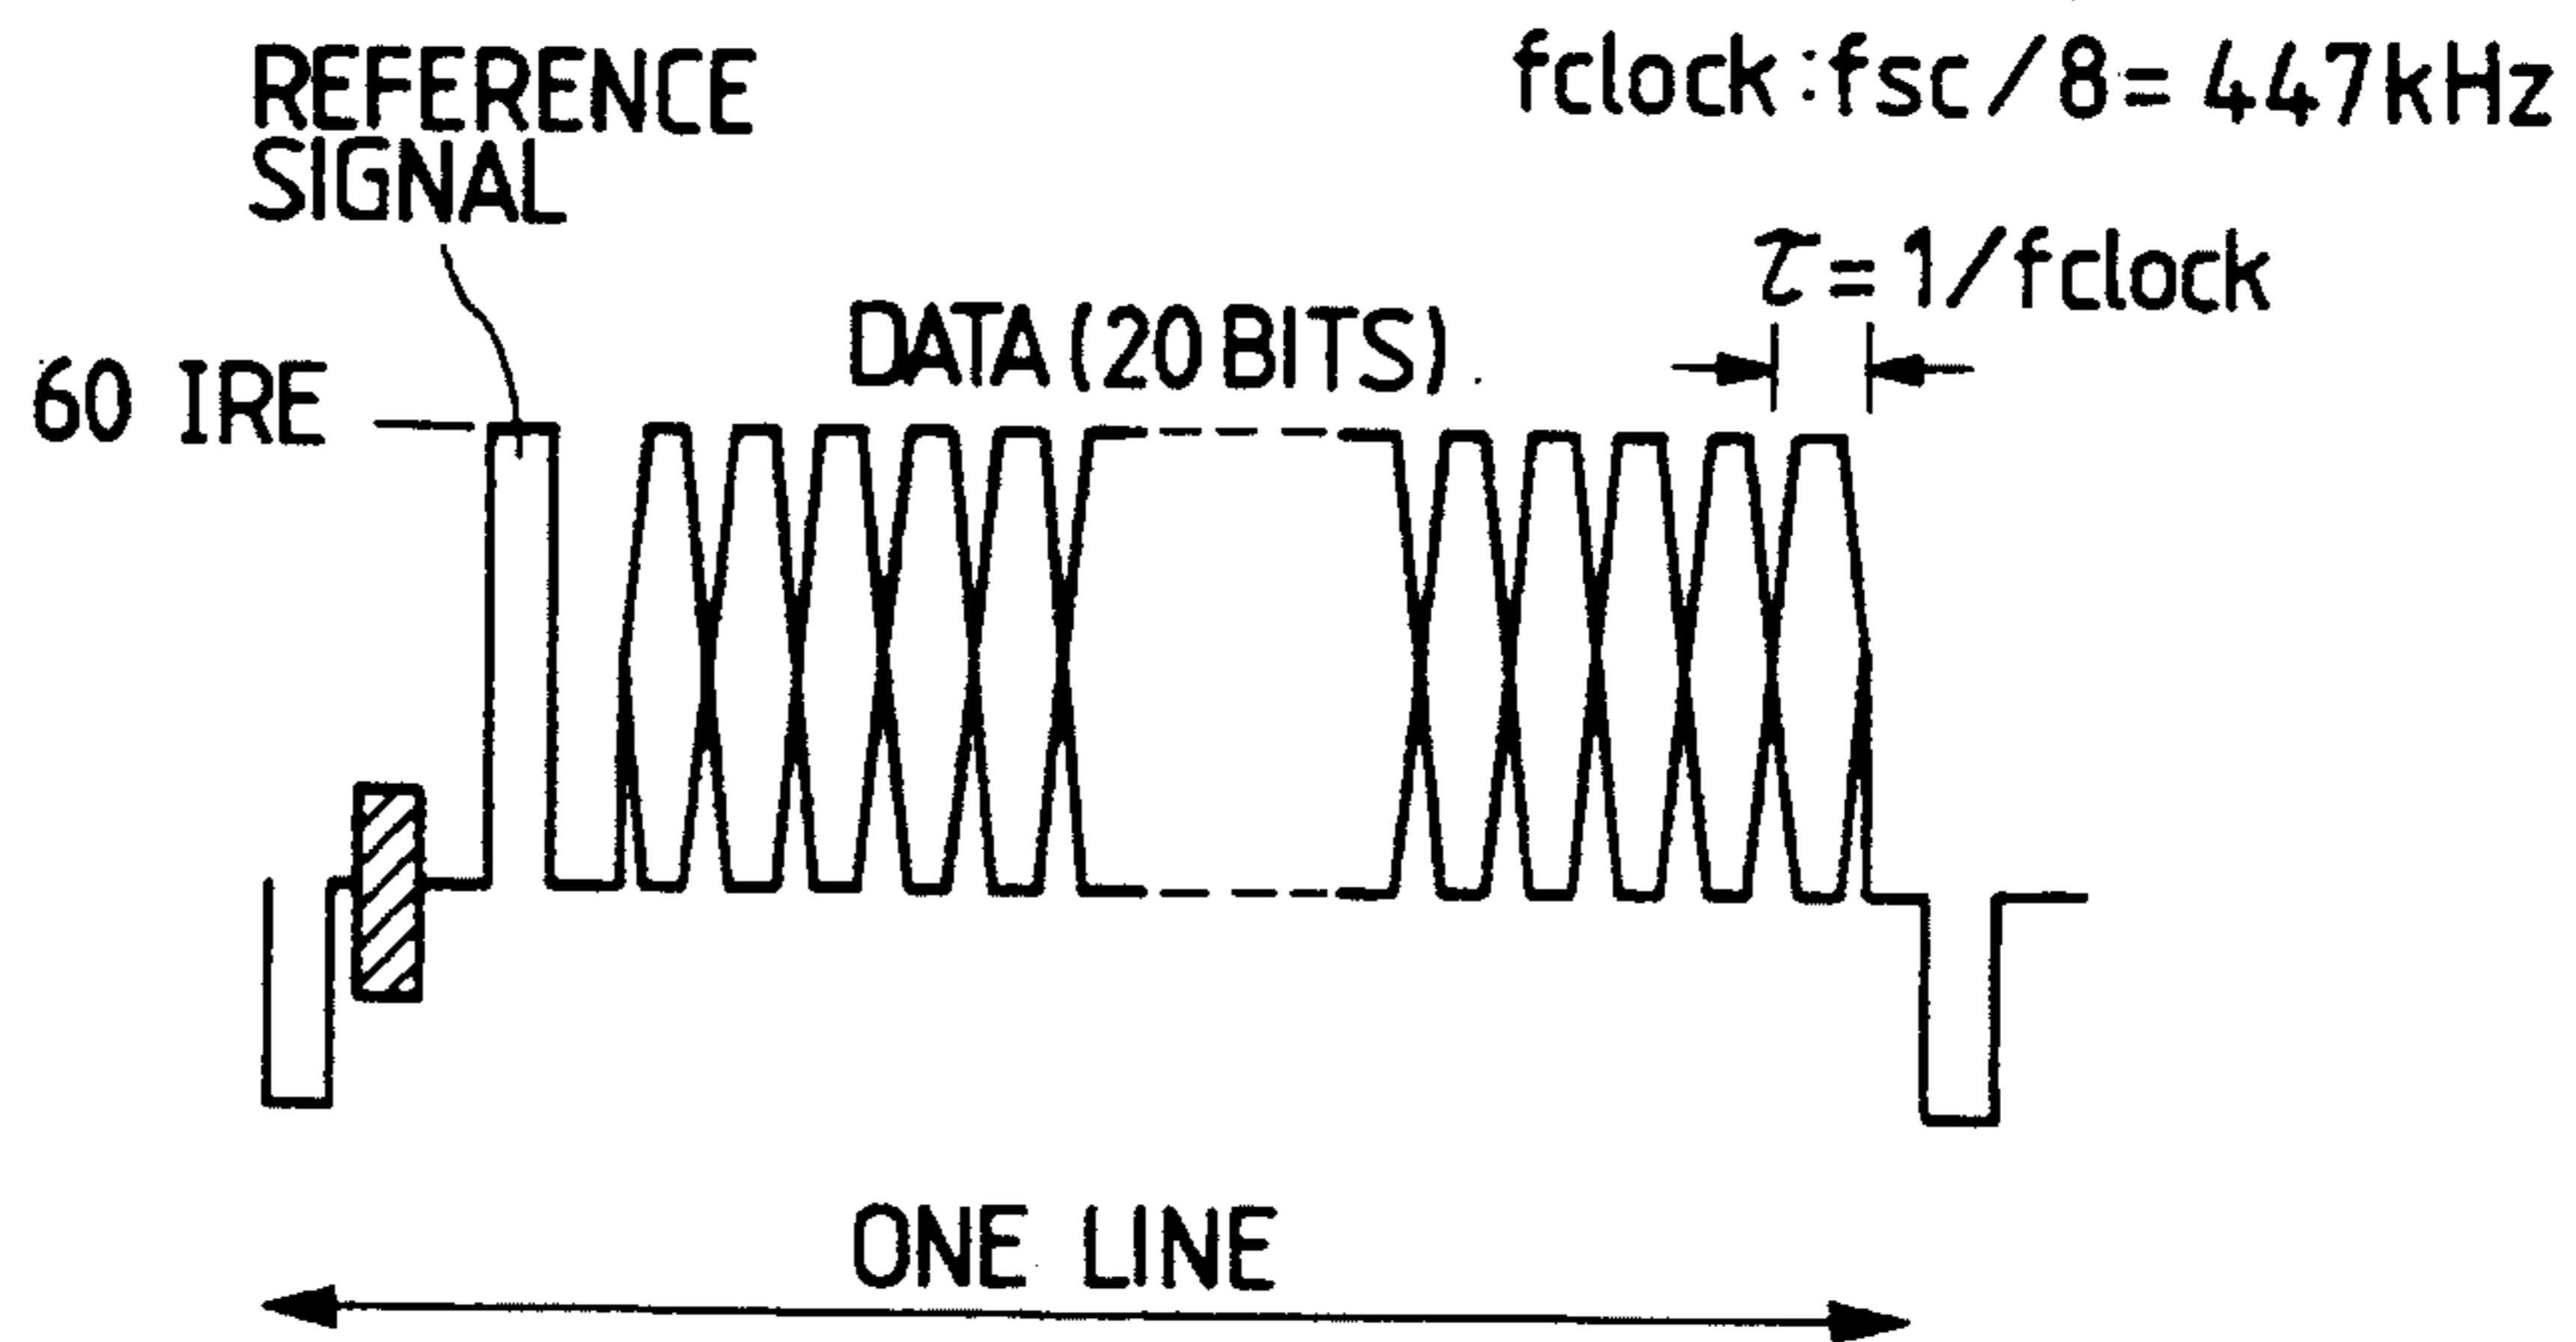 REFERENCE
SIGNAL
fclock:fsc/8=447kHz
τ=1/fclock
DATA(20 BITS)
60 IRE
ONE LINE